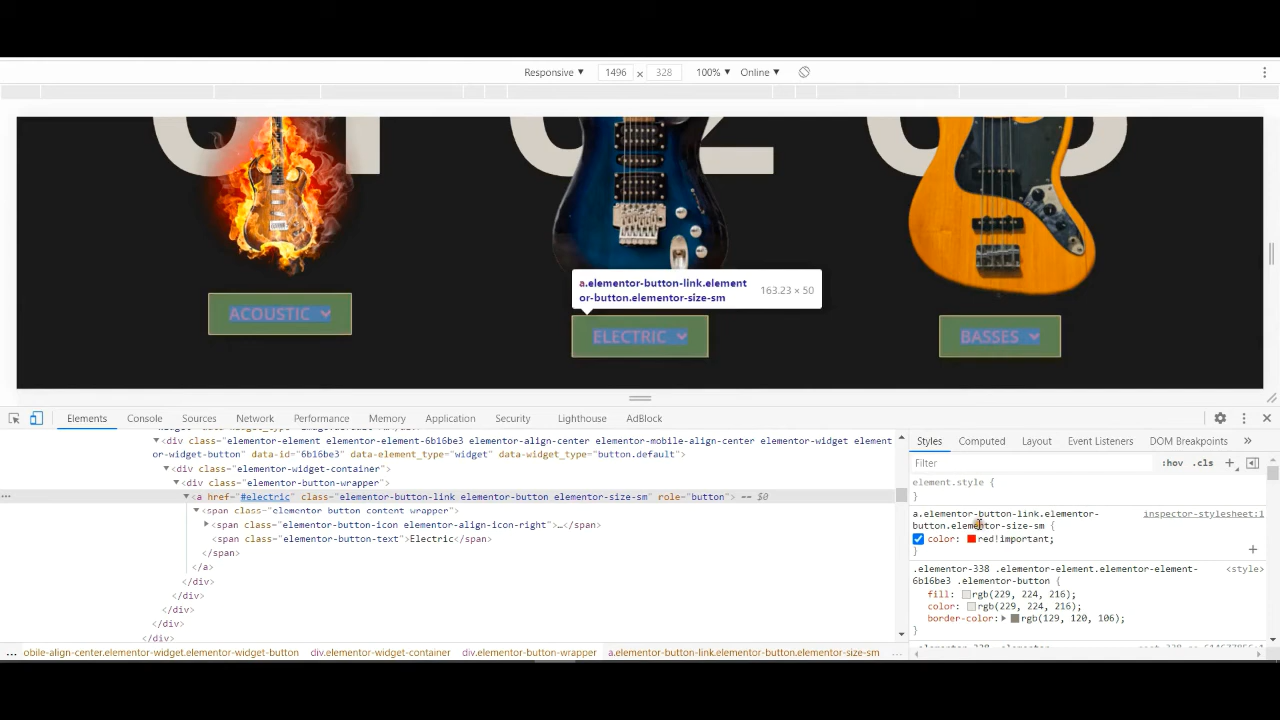 Responsive ▼ 1496 × 328 100% ▼ Online ▼
01 02 03
a.elementor-button-link.element
or-button.elementor-size-sm 163.23 × 50
ACOUSTIC ELECTRIC BASSES
Elements Console Sources Network Performance Memory Application Security Lighthouse AdBlock
<div class="elementor-element elementor-element-6b16be3 elementor-align-center elementor-mobile-align-center elementor-widget element
or-widget-button" data-id="6b16be3" data-element_type="widget" data-widget_type="button.default">
<div class="elementor-widget-container">
<div class="elementor-button-wrapper">
<a href="#electric" class="elementor-button-link elementor-button elementor-size-sm" role="button"> == $0
<span class="elementor-button-content-wrapper">
<span class="elementor-button-icon elementor-align-icon-right">…</span>
<span class="elementor-button-text">Electric</span>
</span>
</a>
</div>
</div>
</div>
</div>
</div>
... obile-align-center.elementor-widget.elementor-widget-button div.elementor-widget-container div.elementor-button-wrapper a.elementor-button-link.elementor-button.elementor-size-sm ...
Styles Computed Layout Event Listeners DOM Breakpoints »
Filter :hov .cls +
element.style {
}
a.elementor-button-link.elementor- inspector-stylesheet:1
button.elementor-size-sm {
color: red!important;
}
.elementor-338 .elementor-element.elementor-element- <style>
6b16be3 .elementor-button {
fill: rgb(229, 224, 216);
color: rgb(229, 224, 216);
border-color: rgb(129, 120, 106);
}